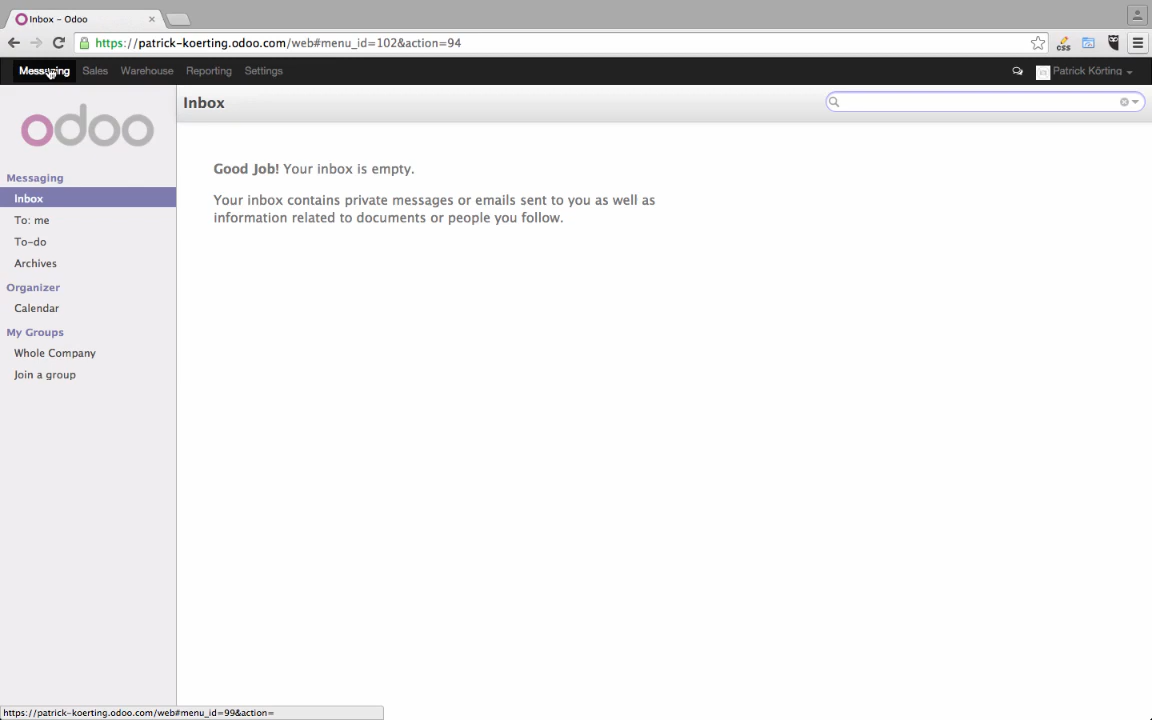 Inbox – Odoo
https://patrick-koerting.odoo.com/web#menu_id=102&action=94
Messaging Sales Warehouse Reporting Settings Patrick Körting
odoo
Inbox
Messaging
Inbox
To: me
To-do
Archives
Organizer
Calendar
My Groups
Whole Company
Join a group
Good Job! Your inbox is empty.
Your inbox contains private messages or emails sent to you as well as
information related to documents or people you follow.
https://patrick-koerting.odoo.com/web#menu_id=99&action=